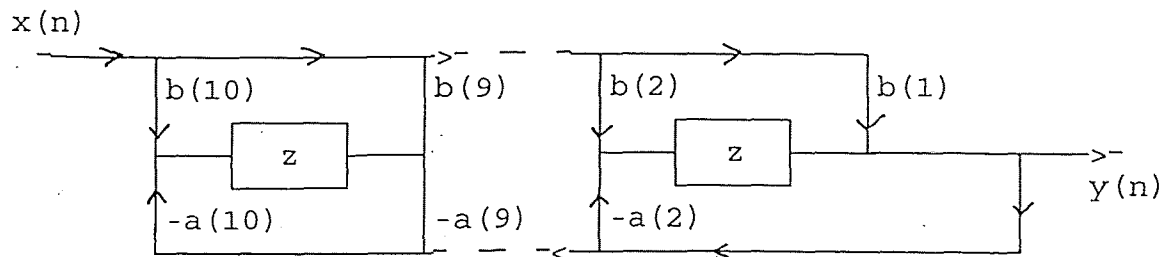 x(n)
b(10) b(9) b(2) b(1)
z z
y(n)
-a(10) -a(9) -a(2)